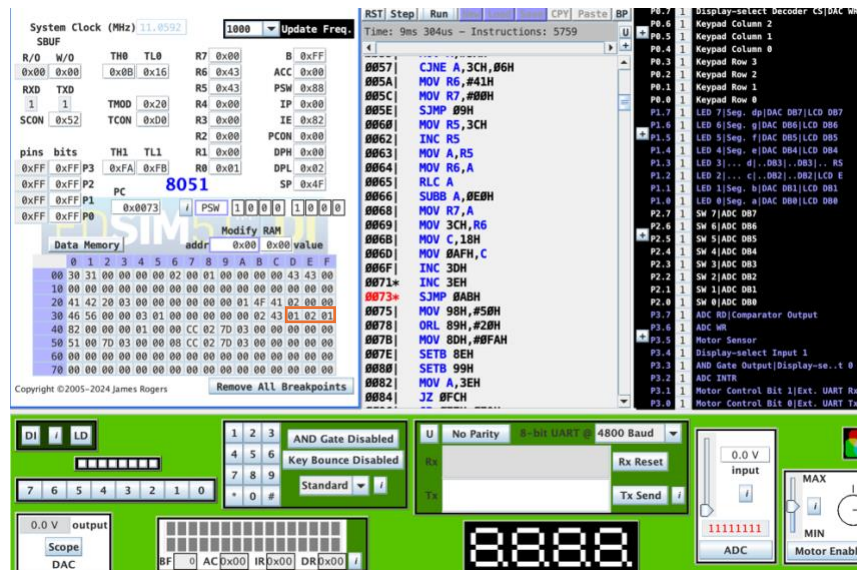 System Clock (MHz) 11.0592 1000 Update Freq.
SBUF
R/O W/O TH0 TL0 R7 0x00 B 0xFF
0x00 0x00 0x0B 0x16 R6 0x43 ACC 0x00
RXD TXD R5 0x43 PSW 0x88
1 1 TMOD 0x20 R4 0x00 IP 0x00
SCON 0x52 TCON 0xD0 R3 0x00 IE 0x82
R2 0x00 PCON 0x00
pins bits TH1 TL1 R1 0x00 DPH 0x00
0xFF 0xFF P3 0xFA 0xFB R0 0x01 DPL 0x02
0xFF 0xFF P2 8051 SP 0x4F
0xFF 0xFF P1 PC
0xFF 0xFF P0 0x0073 i PSW 1 0 0 0 1 0 0 0
Modify RAM
Data Memory addr 0x00 0x00 value
0 1 2 3 4 5 6 7 8 9 A B C D E F
00 30 31 00 00 00 00 02 00 01 00 00 00 00 43 43 00
10 00 00 00 00 00 00 00 00 00 00 00 00 00 00 00 00
20 41 42 20 03 00 00 00 00 00 00 01 4F 41 02 00 00
30 46 56 00 00 03 01 00 00 00 00 00 02 43 01 02 01
40 82 00 00 00 01 00 00 CC 02 7D 03 00 00 00 00 00
50 51 00 7D 03 00 00 08 CC 02 7D 03 00 00 00 00 00
60 00 00 00 00 00 00 00 00 00 00 00 00 00 00 00 00
70 00 00 00 00 00 00 00 00 00 00 00 00 00 00 00 00
Copyright ©2005-2024 James Rogers Remove All Breakpoints
RST Step Run CPY Paste BP
Time: 9ms 304us - Instructions: 5759 U
0057| CJNE A,3CH,06H
005A| MOV R6,#41H
005C| MOV R7,#00H
005E| SJMP 09H
0060| MOV R5,3CH
0062| INC R5
0063| MOV A,R5
0064| MOV R6,A
0065| RLC A
0066| SUBB A,0E0H
0068| MOV R7,A
0069| MOV 3CH,R6
006B| MOV C,18H
006D| MOV 0AFH,C
006F| INC 3DH
0071* INC 3EH
0073* SJMP 0ABH
0075| MOV 98H,#50H
0078| ORL 89H,#20H
007B| MOV 8DH,#0FAH
007E| SETB 8EH
0080| SETB 99H
0082| MOV A,3EH
0084| JZ 0FCH
P0.7 1 Display-select Decoder CS|DAC
P0.6 1 Keypad Column 2
P0.5 1 Keypad Column 1
P0.4 1 Keypad Column 0
P0.3 1 Keypad Row 3
P0.2 1 Keypad Row 2
P0.1 1 Keypad Row 1
P0.0 1 Keypad Row 0
P1.7 1 LED 7|Seg. dp|DAC DB7|LCD DB7
P1.6 1 LED 6|Seg. g|DAC DB6|LCD DB6
P1.5 1 LED 5|Seg. f|DAC DB5|LCD DB5
P1.4 1 LED 4|Seg. e|DAC DB4|LCD DB4
P1.3 1 LED 3|... d|..DB3|..DB3|.. RS
P1.2 1 LED 2|... c|..DB2|..DB2|LCD E
P1.1 1 LED 1|Seg. b|DAC DB1|LCD DB1
P1.0 1 LED 0|Seg. a|DAC DB0|LCD DB0
P2.7 1 SW 7|ADC DB7
P2.6 1 SW 6|ADC DB6
P2.5 1 SW 5|ADC DB5
P2.4 1 SW 4|ADC DB4
P2.3 1 SW 3|ADC DB3
P2.2 1 SW 2|ADC DB2
P2.1 1 SW 1|ADC DB1
P2.0 1 SW 0|ADC DB0
P3.7 1 ADC RD|Comparator Output
P3.6 1 ADC WR
P3.5 1 Motor Sensor
P3.4 1 Display-select Input 1
P3.3 1 AND Gate Output|Display-se..t 0
P3.2 1 ADC INTR
P3.1 1 Motor Control Bit 1|Ext. UART Rx
P3.0 1 Motor Control Bit 0|Ext. UART Tx
DI i LD
7 6 5 4 3 2 1 0
0.0 V output
Scope
DAC
1 2 3 AND Gate Disabled
4 5 6 Key Bounce Disabled
7 8 9 Standard i
* 0 #
BF 0 AC 0x00 IR 0x00 DR 0x00 i
U No Parity 8-bit UART @ 4800 Baud
Rx Rx Reset
Tx Tx Send i
8.8.8.8.
0.0 V
input
i
11111111
ADC
MAX
i
MIN
Motor Enabl